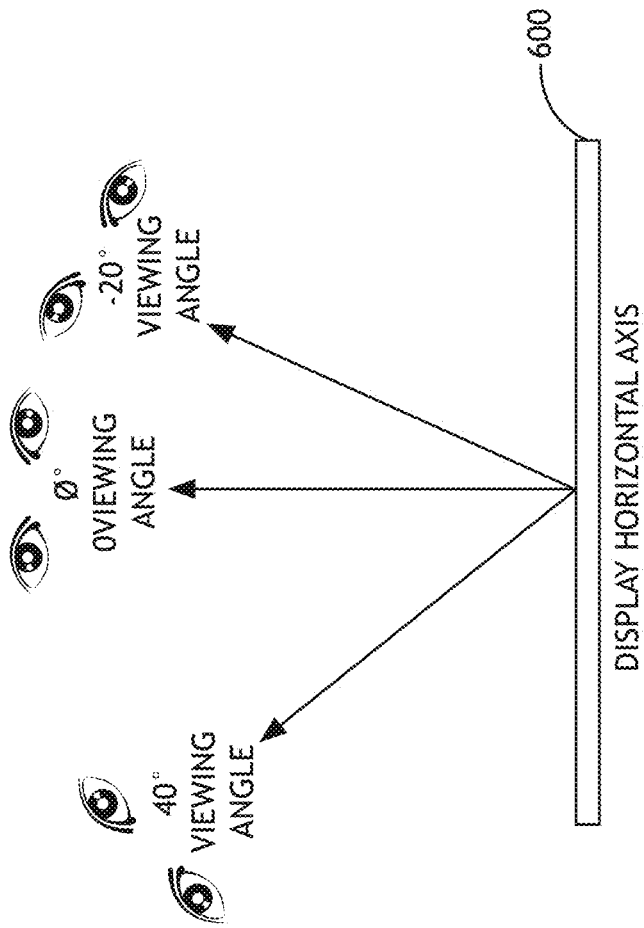 40°
VIEWING
ANGLE
Ø°
0VIEWING
ANGLE
-20°
VIEWING
ANGLE
600
DISPLAY HORIZONTAL AXIS